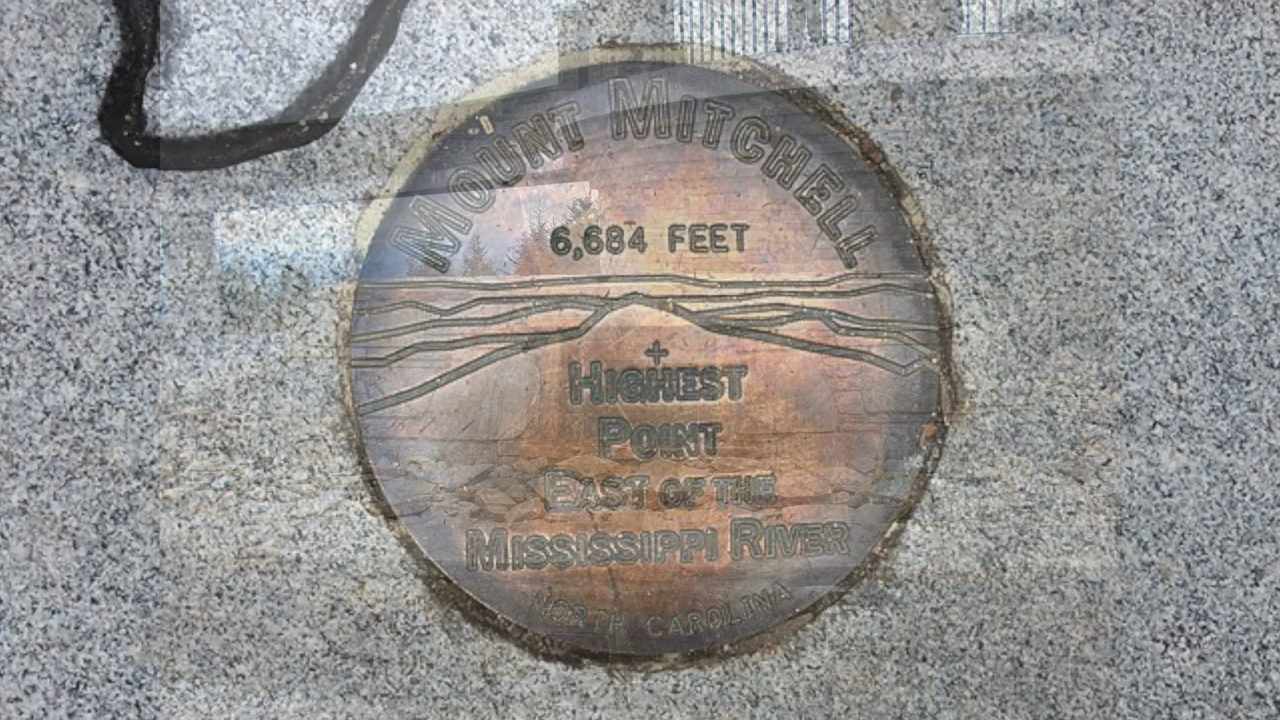 MOUNT MITCHELL
6,684 FEET
HIGHEST
POINT
EAST OF THE
MISSISSIPPI RIVER
NORTH CAROLINA